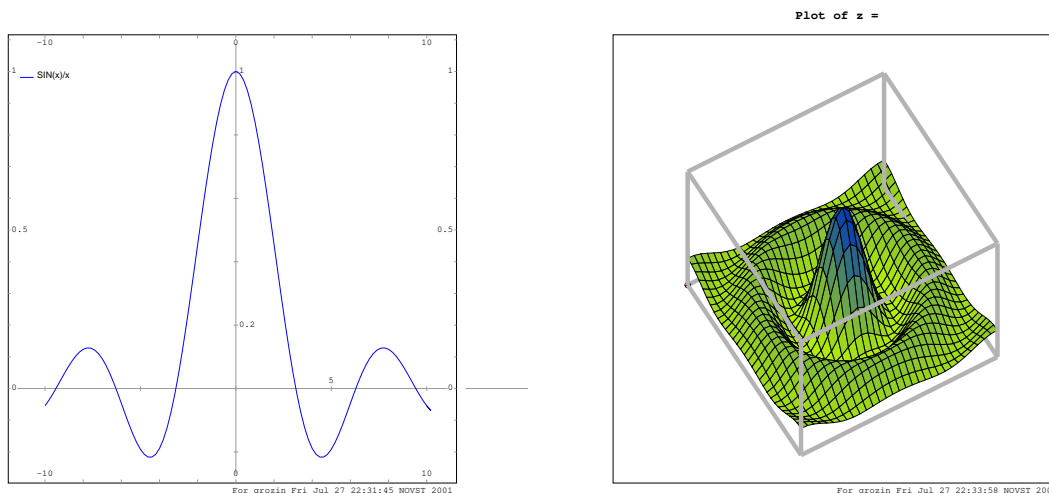 Plot of z =
-10 0 10
1 1 1
SIN(x)/x
0.5 0.5
0.2
5
0 0
-10 0 10
For grozin Fri Jul 27 22:31:45 NOVST 2001
For grozin Fri Jul 27 22:33:58 NOVST 200